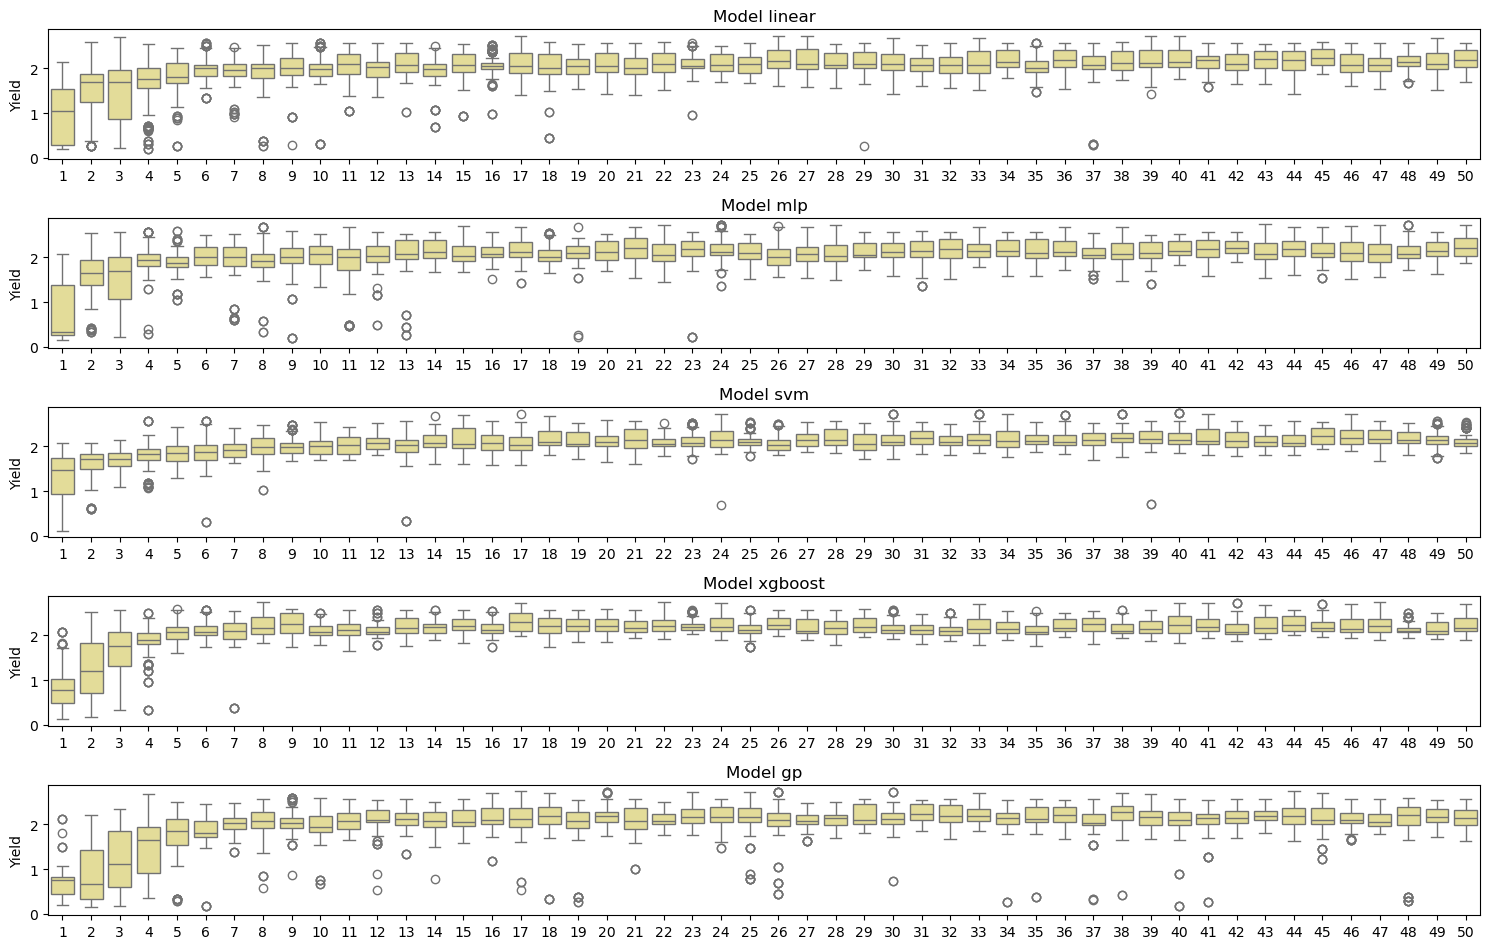 Model linear
Yield
2
1
0
1 2 3 4 5 6 7 8 9 10 11 12 13 14 15 16 17 18 19 20 21 22 23 24 25 26 27 28 29 30 31 32 33 34 35 36 37 38 39 40 41 42 43 44 45 46 47 48 49 50
Model mlp
Yield
2
1
0
1 2 3 4 5 6 7 8 9 10 11 12 13 14 15 16 17 18 19 20 21 22 23 24 25 26 27 28 29 30 31 32 33 34 35 36 37 38 39 40 41 42 43 44 45 46 47 48 49 50
Model svm
Yield
2
1
0
1 2 3 4 5 6 7 8 9 10 11 12 13 14 15 16 17 18 19 20 21 22 23 24 25 26 27 28 29 30 31 32 33 34 35 36 37 38 39 40 41 42 43 44 45 46 47 48 49 50
Model xgboost
Yield
2
1
0
1 2 3 4 5 6 7 8 9 10 11 12 13 14 15 16 17 18 19 20 21 22 23 24 25 26 27 28 29 30 31 32 33 34 35 36 37 38 39 40 41 42 43 44 45 46 47 48 49 50
Model gp
Yield
2
1
0
1 2 3 4 5 6 7 8 9 10 11 12 13 14 15 16 17 18 19 20 21 22 23 24 25 26 27 28 29 30 31 32 33 34 35 36 37 38 39 40 41 42 43 44 45 46 47 48 49 50